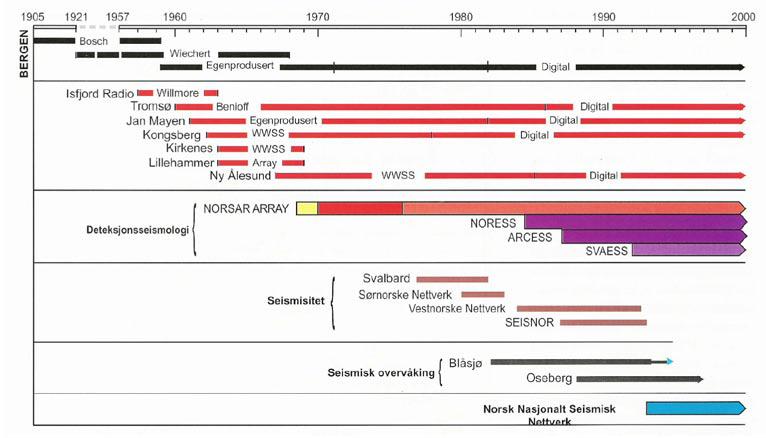 1905 1921 1957 1960 1970 1980 1990 2000
BERGEN
Bosch
Wiechert
Egenprodusert Digital
Isfjord Radio Willmore
Tromsø Benioff Digital
Jan Mayen Egenprodusert Digital
Kongsberg WWSS Digital
Kirkenes WWSS
Lillehammer Array
Ny Ålesund WWSS Digital
Deteksjonsseismologi
NORSAR ARRAY
NORESS
ARCESS
SVAESS
Seismisitet
Svalbard
Sørnorske Nettverk
Vestnorske Nettverk
SEISNOR
Seismisk overvåking
Blåsjø
Oseberg
Norsk Nasjonalt Seismisk
Nettverk